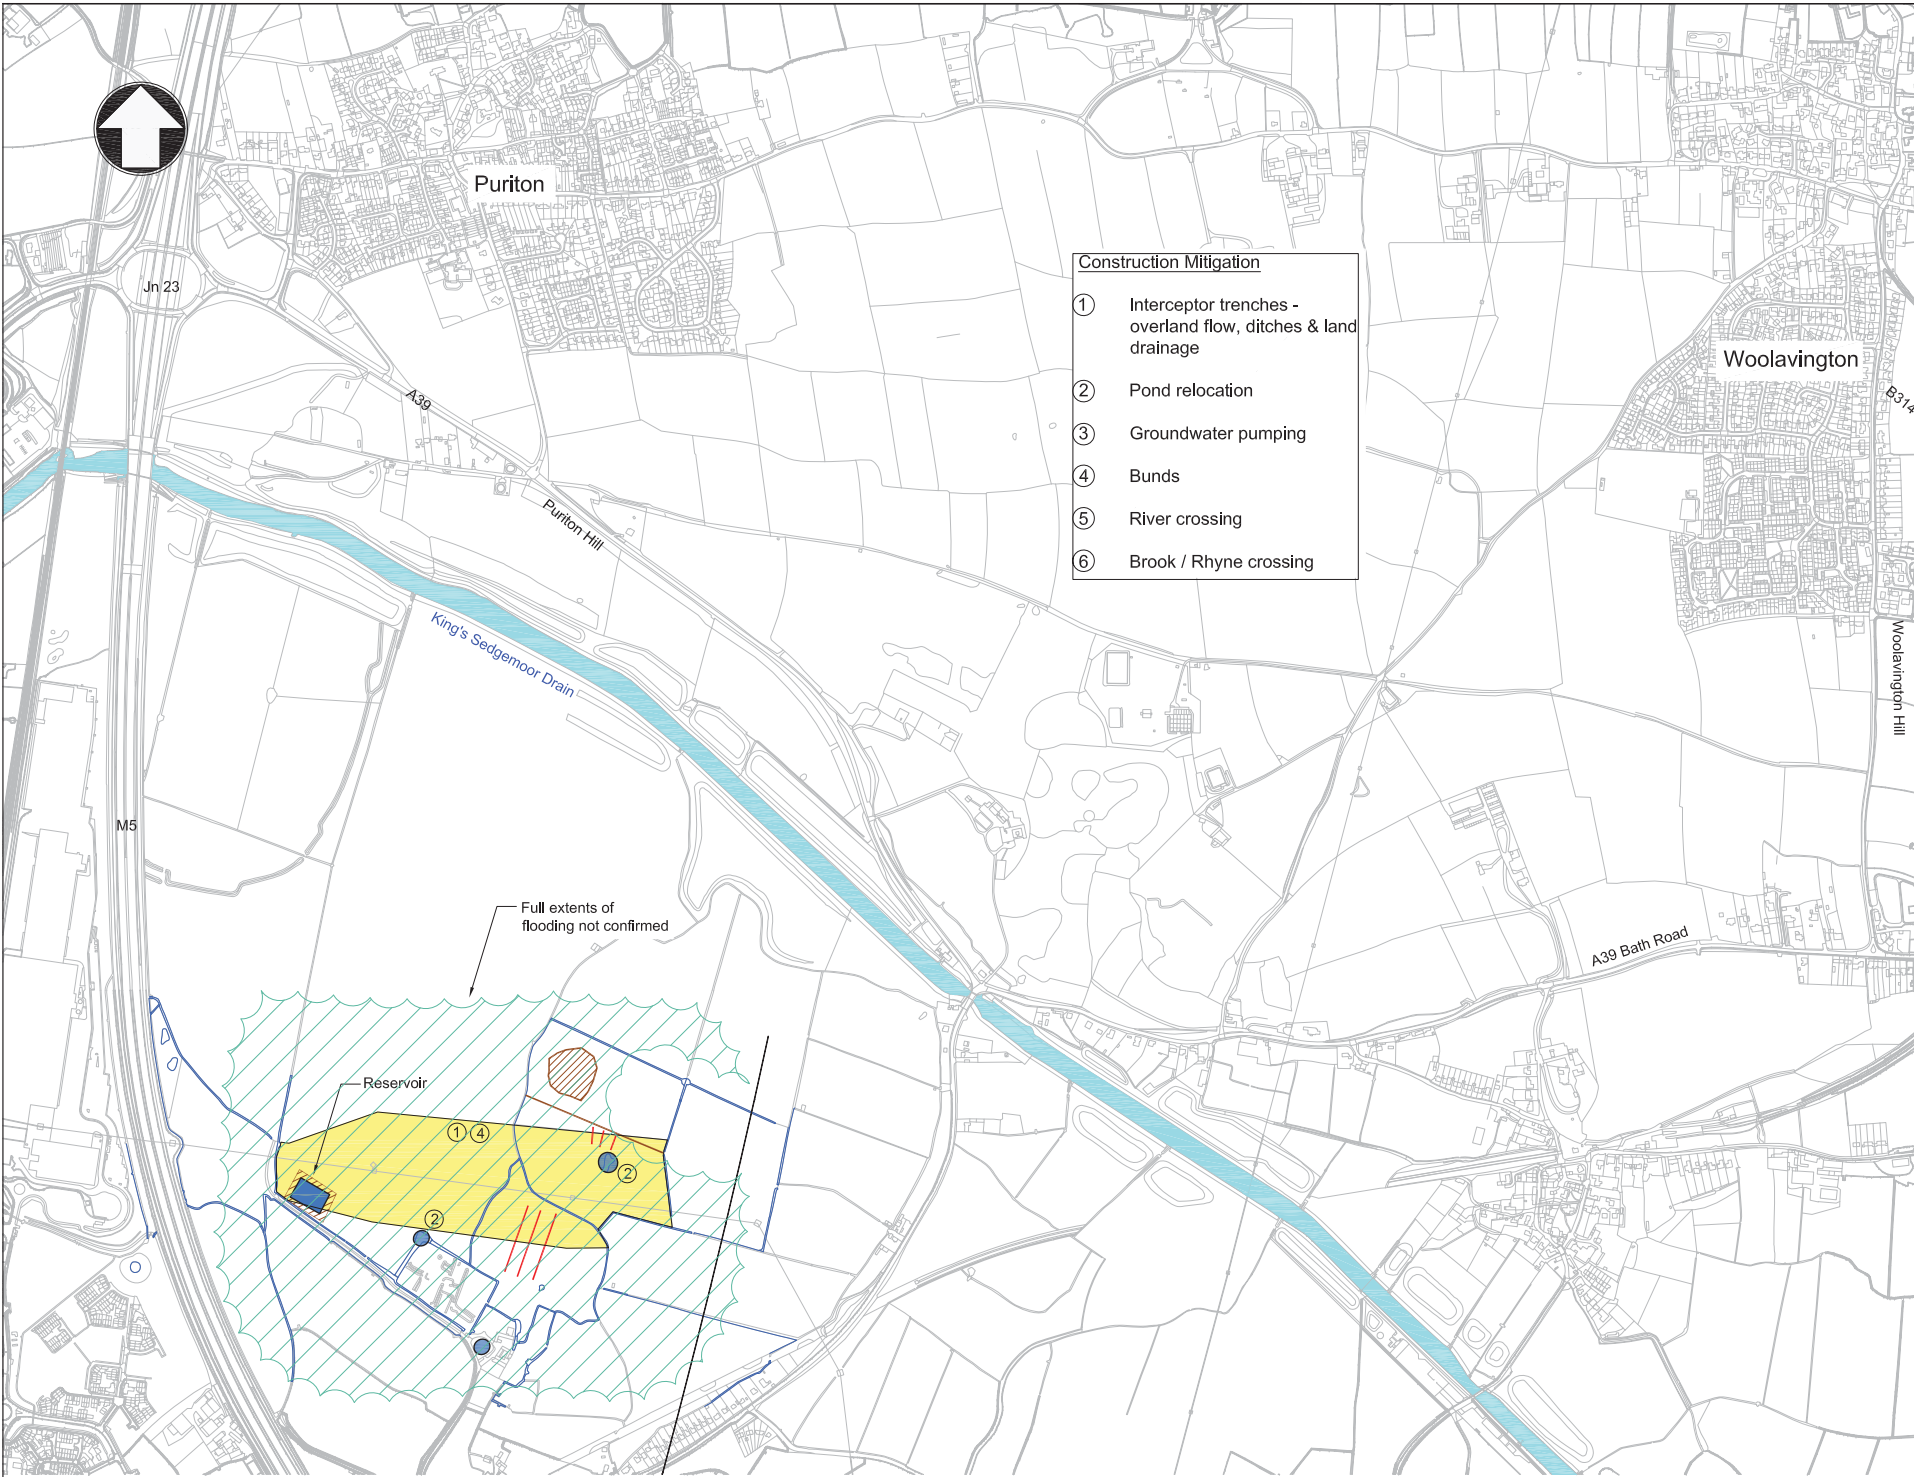 Puriton
Jn 23
Construction Mitigation
1 Interceptor trenches -
overland flow, ditches & land
drainage
2 Pond relocation
3 Groundwater pumping
4 Bunds
5 River crossing
6 Brook / Rhyne crossing
Woolavington
B314
A39
Puriton Hill
King's Sedgemoor Drain
Woolavington Hill
M5
Full extents of
flooding not confirmed
A39 Bath Road
Reservoir
1 4
2
2